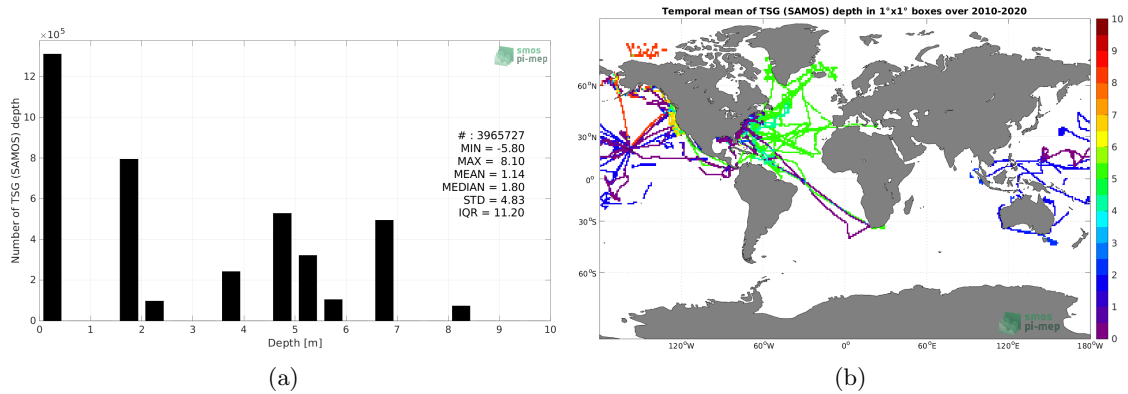 ×10⁵
12
10
8
6
4
2
0
Number of TSG (SAMOS) depth
smos
pi-mep
# : 3965727
MIN = -5.80
MAX = 8.10
MEAN = 1.14
MEDIAN = 1.80
STD = 4.83
IQR = 11.20
0 1 2 3 4 5 6 7 8 9 10
Depth [m]
(a)
Temporal mean of TSG (SAMOS) depth in 1°x1° boxes over 2010-2020
60°N
30°N
0°
30°S
60°S
120°W 60°W 0° 60°E 120°E 180°W
smos
pi-mep
10
9
8
7
6
5
4
3
2
1
0
(b)